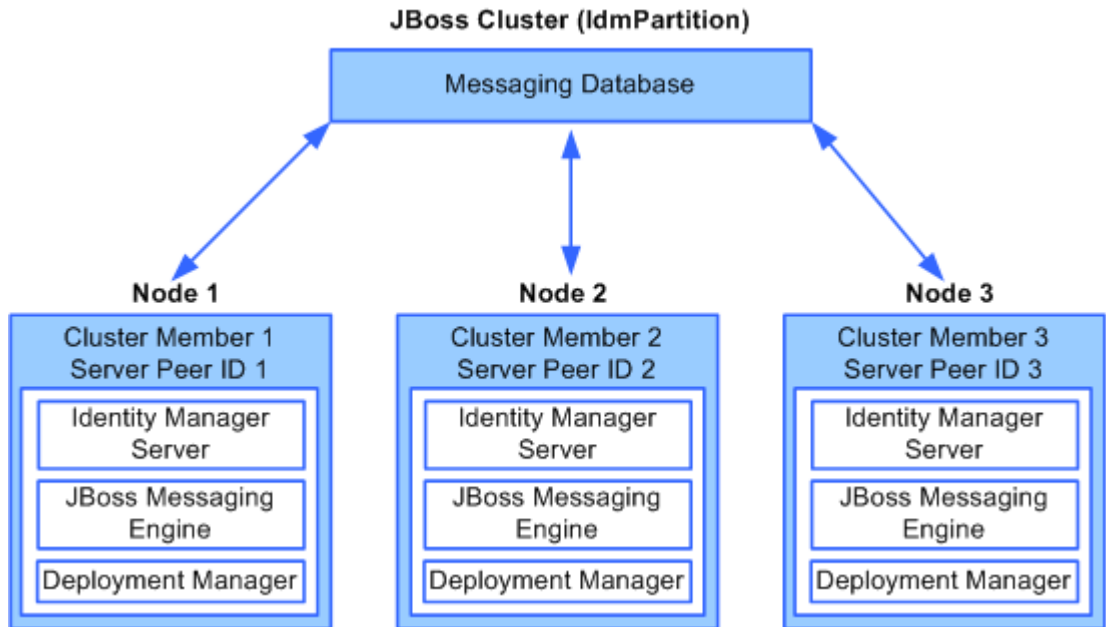 JBoss Cluster (IdmPartition)
Messaging Database
Node 1
Cluster Member 1
Server Peer ID 1
Identity Manager
Server
JBoss Messaging
Engine
Deployment Manager
Node 2
Cluster Member 2
Server Peer ID 2
Identity Manager
Server
JBoss Messaging
Engine
Deployment Manager
Node 3
Cluster Member 3
Server Peer ID 3
Identity Manager
Server
JBoss Messaging
Engine
Deployment Manager